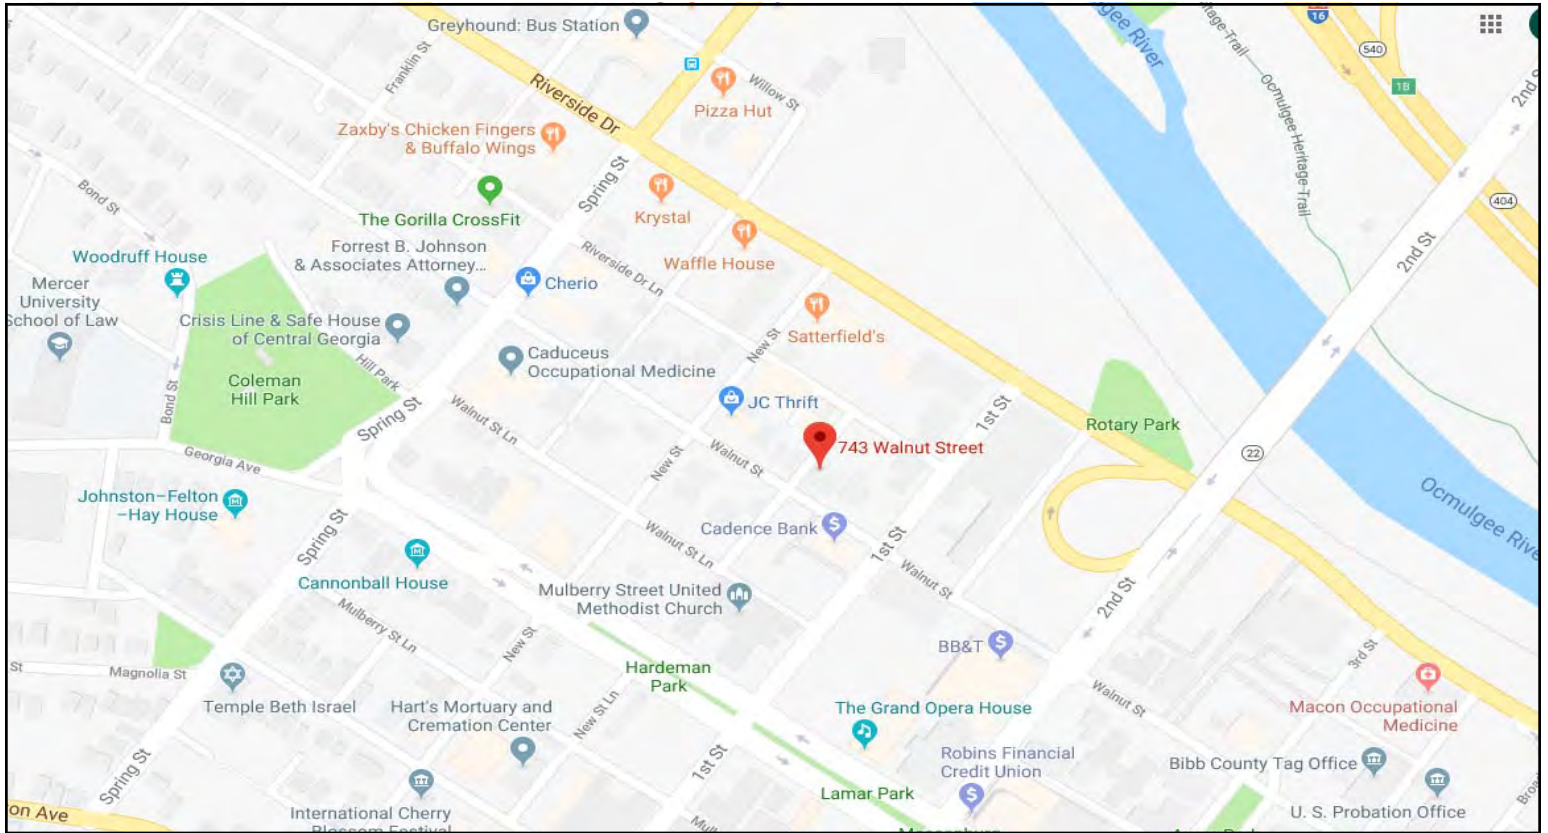 Greyhound: Bus Station
16
540
1B
2nd St
Ocmulgee Heritage Trail
Franklin St
Riverside Dr
Willow St
Pizza Hut
Zaxby's Chicken Fingers
& Buffalo Wings
Spring St
Bond St
The Gorilla CrossFit
Krystal
404
Forrest B. Johnson
& Associates Attorney...
Riverside Dr Ln
Waffle House
2nd St
Woodruff House
Cherio
Mercer
University
School of Law
Crisis Line & Safe House
of Central Georgia
Satterfield's
New St
Caduceus
Occupational Medicine
Hill Park
Coleman
Hill Park
Bond St
JC Thrift
Spring St
Walnut St Ln
1st St
Rotary Park
743 Walnut Street
Walnut St
New St
22
Georgia Ave
Johnston-Felton
-Hay House
Ocmulgee River
Cadence Bank
Spring St
Walnut St Ln
1st St
Cannonball House
Walnut St
Mulberry Street United
Methodist Church
2nd St
Mulberry St Ln
New St
BB&T
3rd St
St
Magnolia St
Hardeman
Park
Walnut St
Temple Beth Israel
Hart's Mortuary and
Cremation Center
New St Ln
The Grand Opera House
Macon Occupational
Medicine
1st St
Robins Financial
Credit Union
Bibb County Tag Office
Spring St
Lamar Park
on Ave
International Cherry
Blossom Festival
U. S. Probation Office